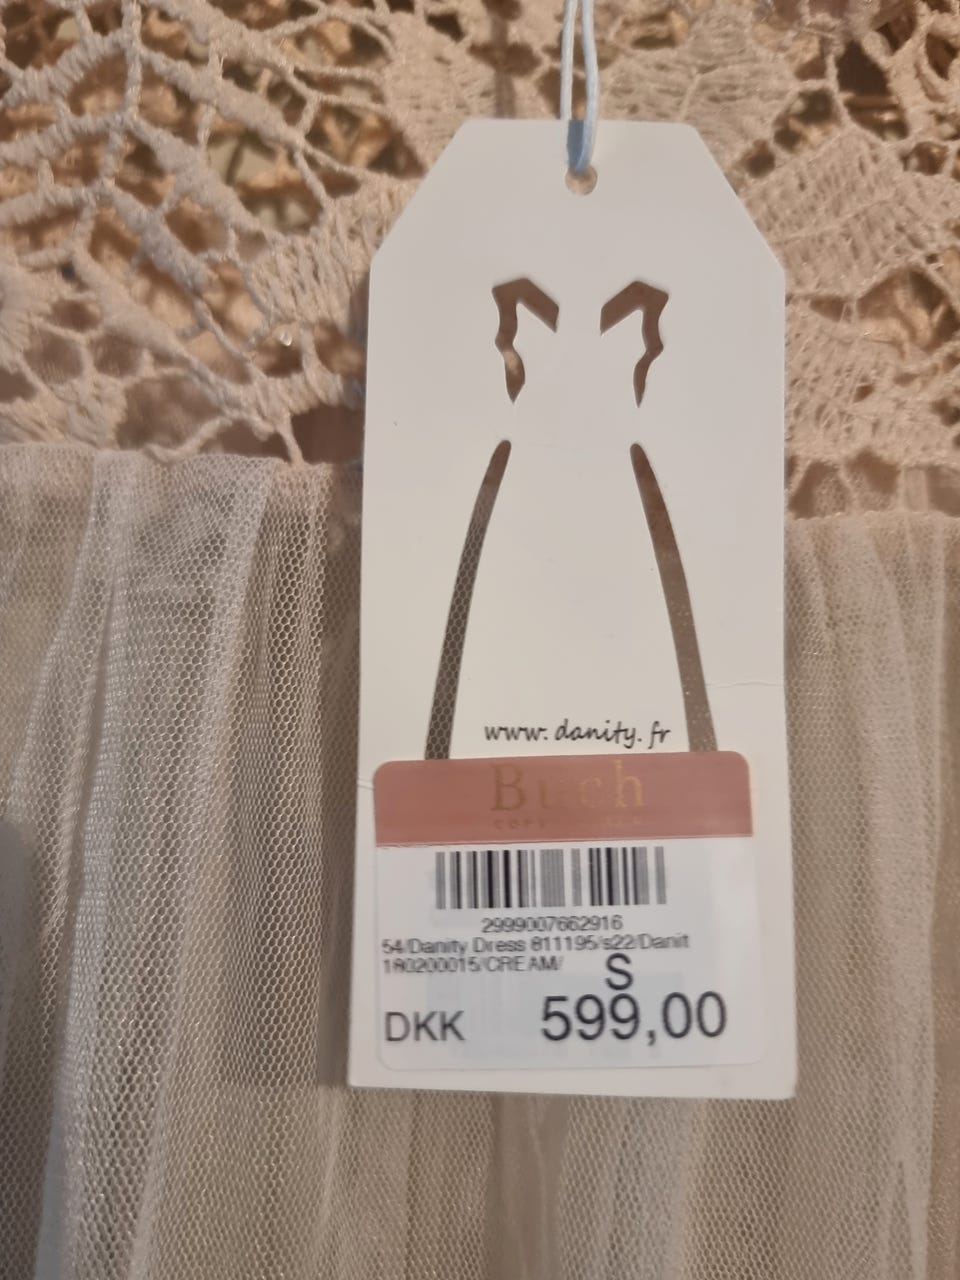 www.danity.fr
Buch
2999007662916
54/Danity Dress 811195/s22/Danit
180200015/CREAM/
S
DKK 599,00